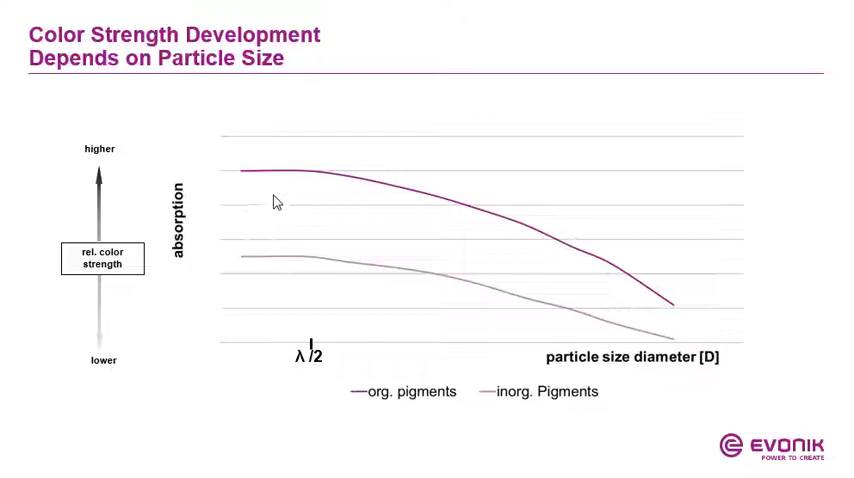 Color Strength Development
Depends on Particle Size
higher
absorption
rel. color
strength
lower
λ /2
particle size diameter [D]
org. pigments
inorg. Pigments
EVONIK
POWER TO CREATE